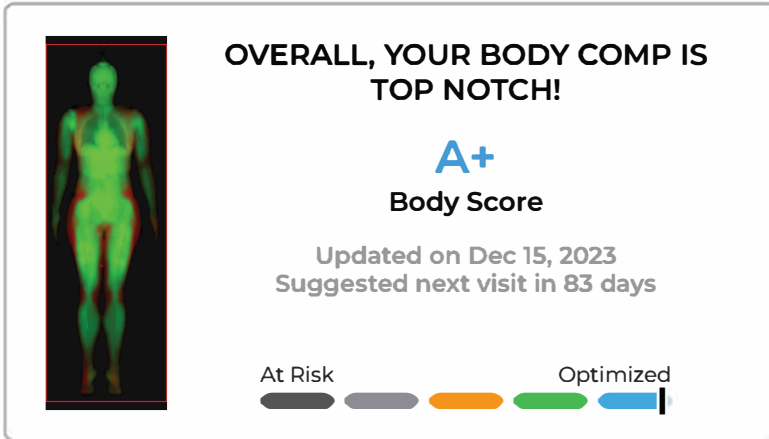 OVERALL, YOUR BODY COMP IS
TOP NOTCH!
A+
Body Score
Updated on Dec 15, 2023
Suggested next visit in 83 days
At Risk
Optimized